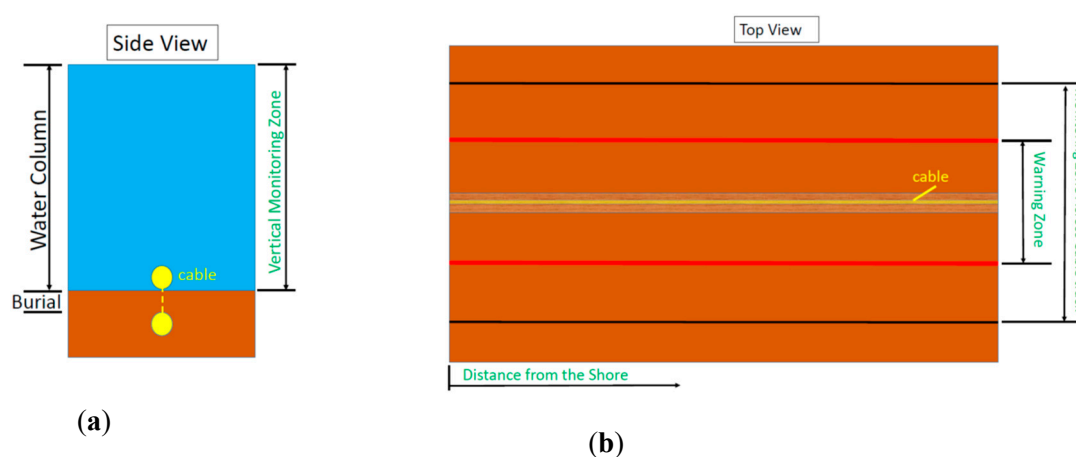 Side View
Water Column
Vertical Monitoring Zone
cable
Burial
(a)
Top View
cable
Warning Zone
Distance from the Shore
(b)